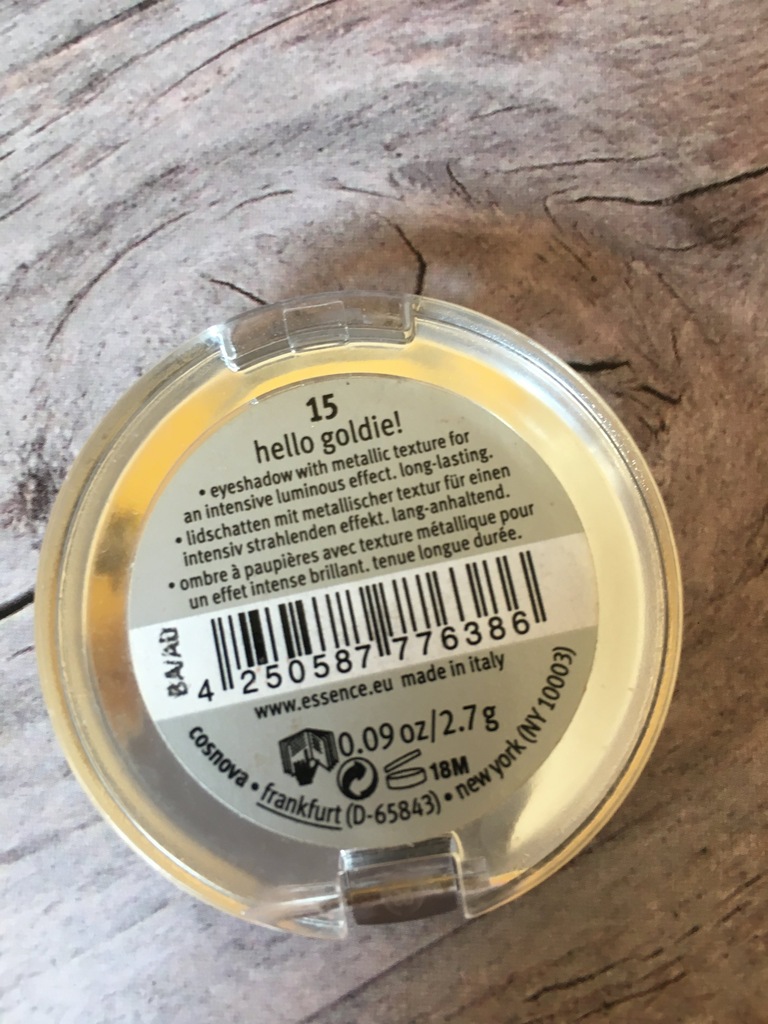 15
hello goldie!
• eyeshadow with metallic texture for
an intensive luminous effect. long-lasting.
• lidschatten mit metallischer textur für einen
intensiv strahlenden effekt. lang-anhaltend.
• ombre à paupières avec texture métallique pour
un effet intense brillant. tenue longue durée.
BA/AD
4 250587 776386
www.essence.eu made in italy
0.09 oz/2.7 g
18M
cosnova • frankfurt (D-65843) • new york (NY 10003)